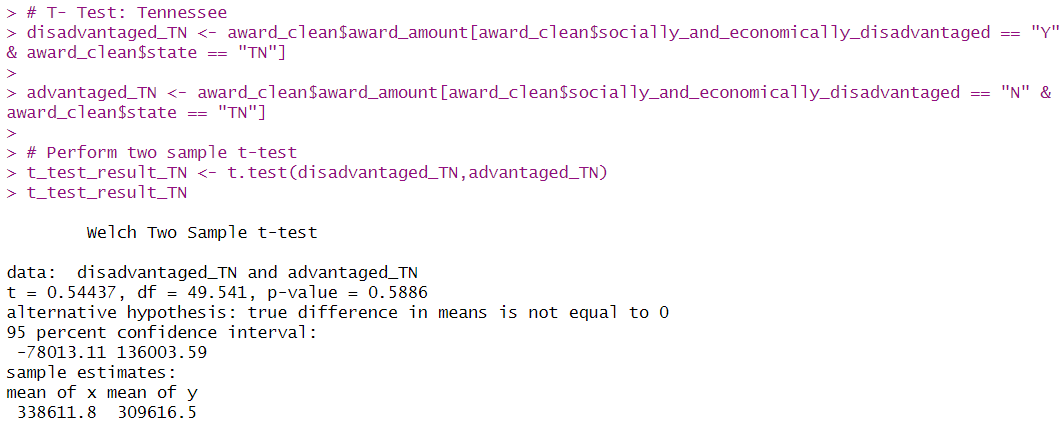 > # T- Test: Tennessee
> disadvantaged_TN <- award_clean$award_amount[award_clean$socially_and_economically_disadvantaged == "Y"
& award_clean$state == "TN"]
>
> advantaged_TN <- award_clean$award_amount[award_clean$socially_and_economically_disadvantaged == "N" &
award_clean$state == "TN"]
>
> # Perform two sample t-test
> t_test_result_TN <- t.test(disadvantaged_TN,advantaged_TN)
> t_test_result_TN
Welch Two Sample t-test
data:  disadvantaged_TN and advantaged_TN
t = 0.54437, df = 49.541, p-value = 0.5886
alternative hypothesis: true difference in means is not equal to 0
95 percent confidence interval:
-78013.11 136003.59
sample estimates:
mean of x mean of y
338611.8  309616.5